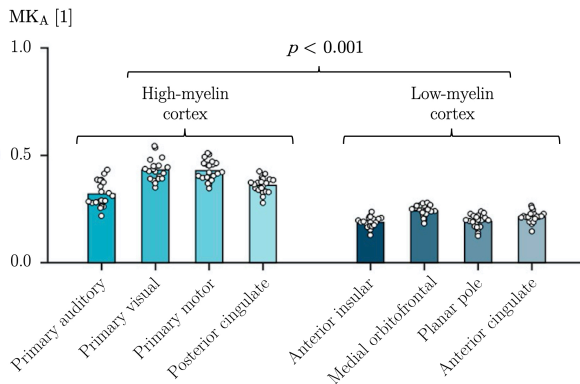 MK_A [1]
1.0
p < 0.001
High-myelin
cortex
Low-myelin
cortex
0.5
0.0
Primary auditory
Primary visual
Primary motor
Posterior cingulate
Anterior insular
Medial orbitofrontal
Planar pole
Anterior cingulate